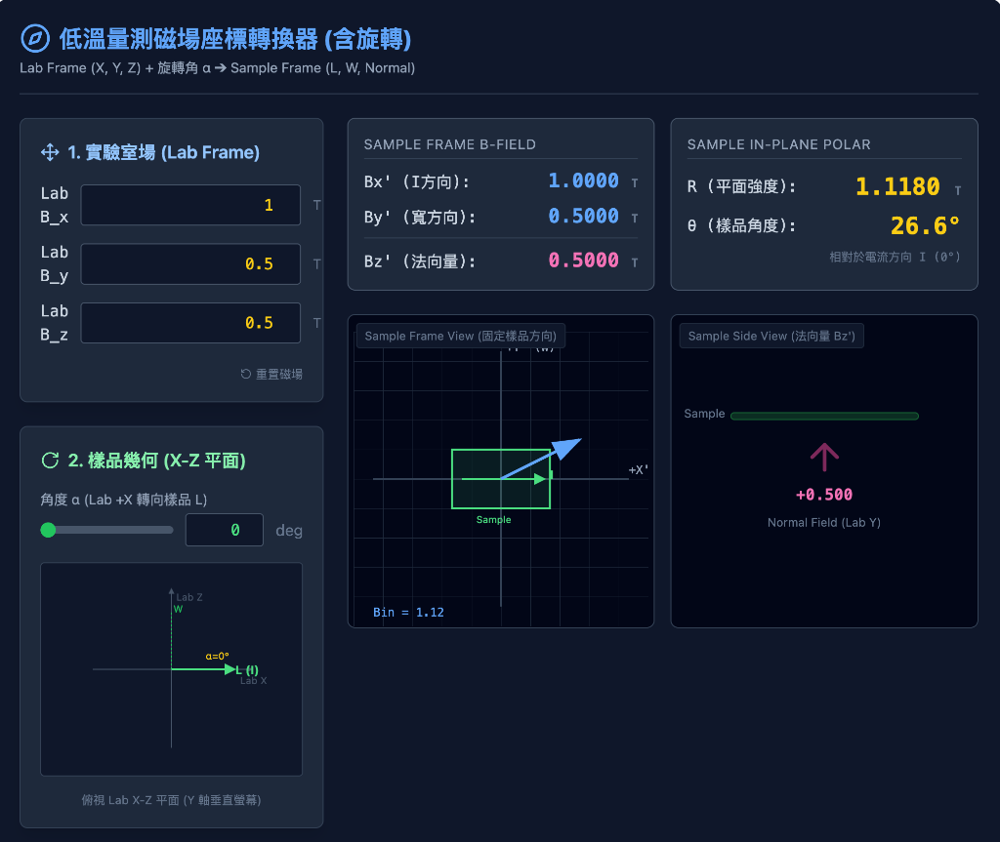 低溫量測磁場座標轉換器 (含旋轉)
Lab Frame (X, Y, Z) + 旋轉角 α ➔ Sample Frame (L, W, Normal)
1. 實驗室場 (Lab Frame)
Lab B_x
1
T
Lab B_y
0.5
T
Lab B_z
0.5
T
重置磁場
2. 樣品幾何 (X-Z 平面)
角度 α (Lab +X 轉向樣品 L)
0
deg
Lab Z
W
α=0°
L (I)
Lab X
俯視 Lab X-Z 平面 (Y 軸垂直螢幕)
SAMPLE FRAME B-FIELD
Bx' (I方向): 1.0000 T
By' (寬方向): 0.5000 T
Bz' (法向量): 0.5000 T
SAMPLE IN-PLANE POLAR
R (平面強度): 1.1180 T
θ (樣品角度): 26.6°
相對於電流方向 I (0°)
Sample Frame View (固定樣品方向)
+X'
I
Sample
Bin = 1.12
Sample Side View (法向量 Bz')
Sample
+0.500
Normal Field (Lab Y)